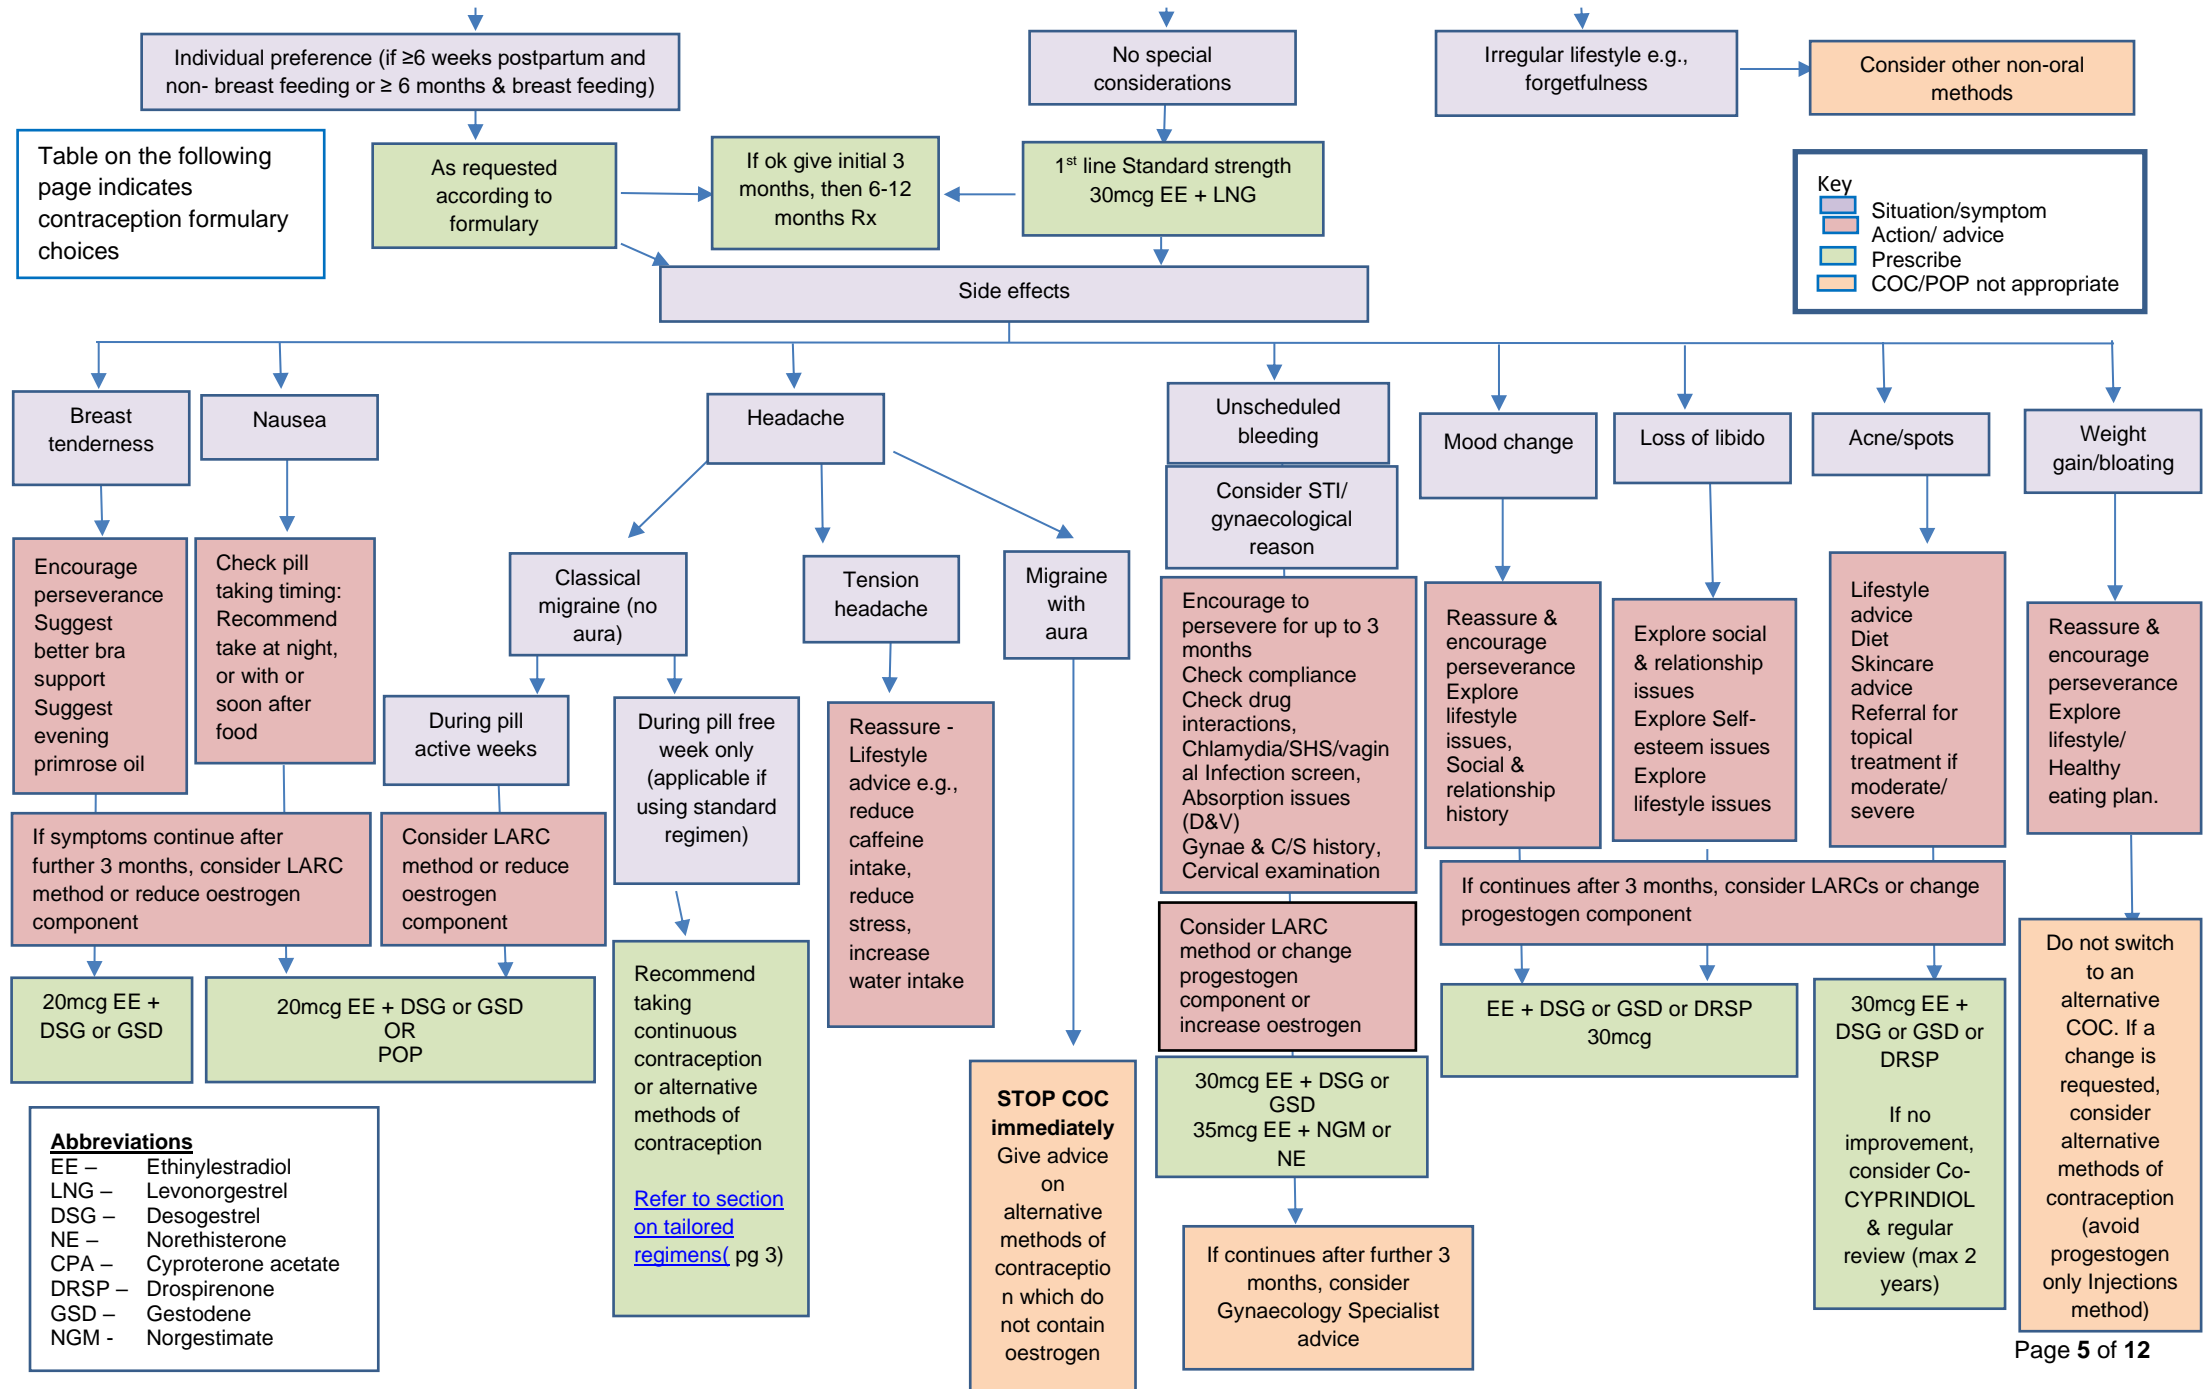 Individual preference (if ≥6 weeks postpartum and
non- breast feeding or ≥ 6 months & breast feeding)
No special
considerations
Irregular lifestyle e.g.,
forgetfulness
Consider other non-oral
methods
Table on the following
page indicates
contraception formulary
choices
As requested
according to
formulary
If ok give initial 3
months, then 6-12
months Rx
1st line Standard strength
30mcg EE + LNG
Key
Situation/symptom
Action/ advice
Prescribe
COC/POP not appropriate
Side effects
Breast
tenderness
Nausea
Headache
Unscheduled
bleeding
Mood change
Loss of libido
Acne/spots
Weight
gain/bloating
Consider STI/
gynaecological
reason
Encourage
perseverance
Suggest
better bra
support
Suggest
evening
primrose oil
Check pill
taking timing:
Recommend
take at night,
or with or
soon after
food
Classical
migraine (no
aura)
Tension
headache
Migraine
with
aura
During pill
active weeks
During pill free
week only
(applicable if
using standard
regimen)
Reassure -
Lifestyle
advice e.g.,
reduce
caffeine
intake,
reduce
stress,
increase
water intake
Encourage to
persevere for up to 3
months
Check compliance
Check drug
interactions,
Chlamydia/SHS/vagin
al Infection screen,
Absorption issues
(D&V)
Gynae & C/S history,
Cervical examination
Reassure &
encourage
perseverance
Explore
lifestyle
issues,
Social &
relationship
history
Explore social
& relationship
issues
Explore Self-
esteem issues
Explore
lifestyle issues
Lifestyle
advice
Diet
Skincare
advice
Referral for
topical
treatment if
moderate/
severe
Reassure &
encourage
perseverance
Explore
lifestyle/
Healthy
eating plan.
If symptoms continue after
further 3 months, consider LARC
method or reduce oestrogen
component
Consider LARC
method or reduce
oestrogen
component
If continues after 3 months, consider LARCs or change
progestogen component
Consider LARC
method or change
progestogen
component or
increase oestrogen
20mcg EE +
DSG or GSD
20mcg EE + DSG or GSD
OR
POP
Recommend
taking
continuous
contraception
or alternative
methods of
contraception
Refer to section
on tailored
regimens( pg 3)
STOP COC
immediately
Give advice
on
alternative
methods of
contraceptio
n which do
not contain
oestrogen
30mcg EE + DSG or
GSD
35mcg EE + NGM or
NE
If continues after further 3
months, consider
Gynaecology Specialist
advice
EE + DSG or GSD or DRSP
30mcg
30mcg EE +
DSG or GSD or
DRSP
If no
improvement,
consider Co-
CYPRINDIOL
& regular
review (max 2
years)
Do not switch
to an
alternative
COC. If a
change is
requested,
consider
alternative
methods of
contraception
(avoid
progestogen
only Injections
method)
Abbreviations
EE – Ethinylestradiol
LNG – Levonorgestrel
DSG – Desogestrel
NE – Norethisterone
CPA – Cyproterone acetate
DRSP – Drospirenone
GSD – Gestodene
NGM - Norgestimate
Page 5 of 12